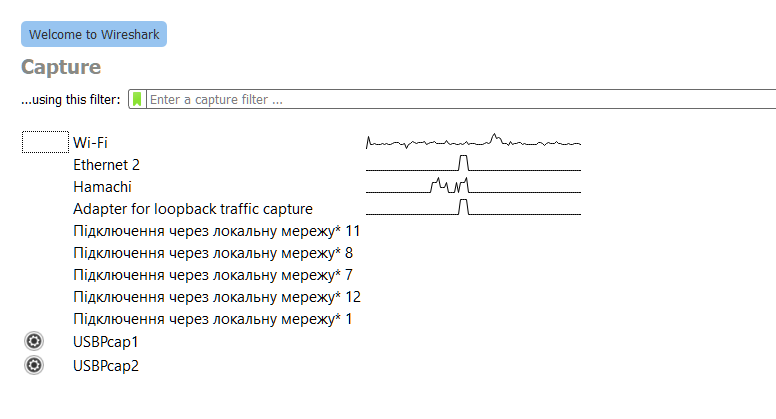 Welcome to Wireshark
Capture
...using this filter: Enter a capture filter ...
Wi-Fi
Ethernet 2
Hamachi
Adapter for loopback traffic capture
Підключення через локальну мережу* 11
Підключення через локальну мережу* 8
Підключення через локальну мережу* 7
Підключення через локальну мережу* 12
Підключення через локальну мережу* 1
USBPcap1
USBPcap2